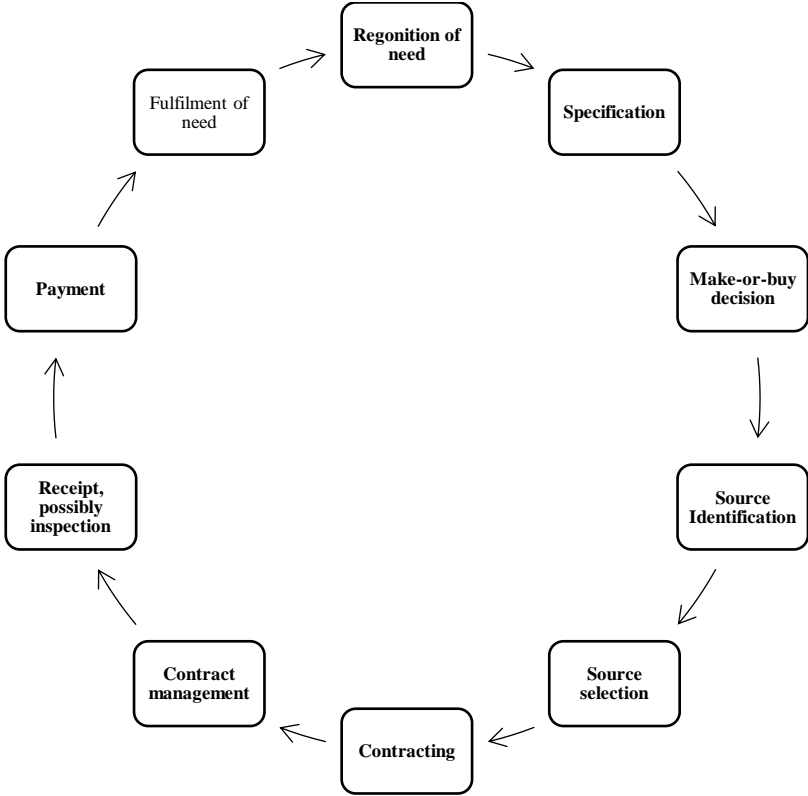 Regonition of
need
Specification
Make-or-buy
decision
Source
Identification
Source
selection
Contracting
Contract
management
Receipt,
possibly
inspection
Payment
Fulfilment of
need